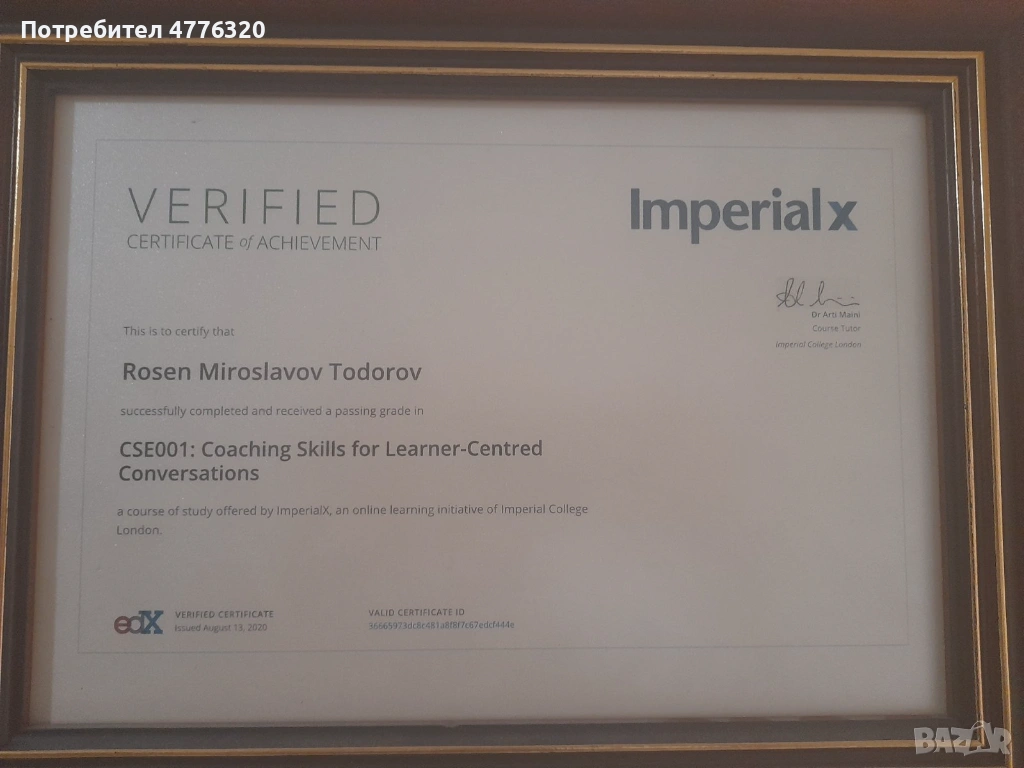 Потребител 4776320
VERIFIED
CERTIFICATE of ACHIEVEMENT
Imperial x
Dr Arti Maini
Course Tutor
Imperial College London
This is to certify that
Rosen Miroslavov Todorov
successfully completed and received a passing grade in
CSE001: Coaching Skills for Learner-Centred
Conversations
a course of study offered by ImperialX, an online learning initiative of Imperial College
London.
edX
VERIFIED CERTIFICATE
Issued August 13, 2020
VALID CERTIFICATE ID
BAZAR